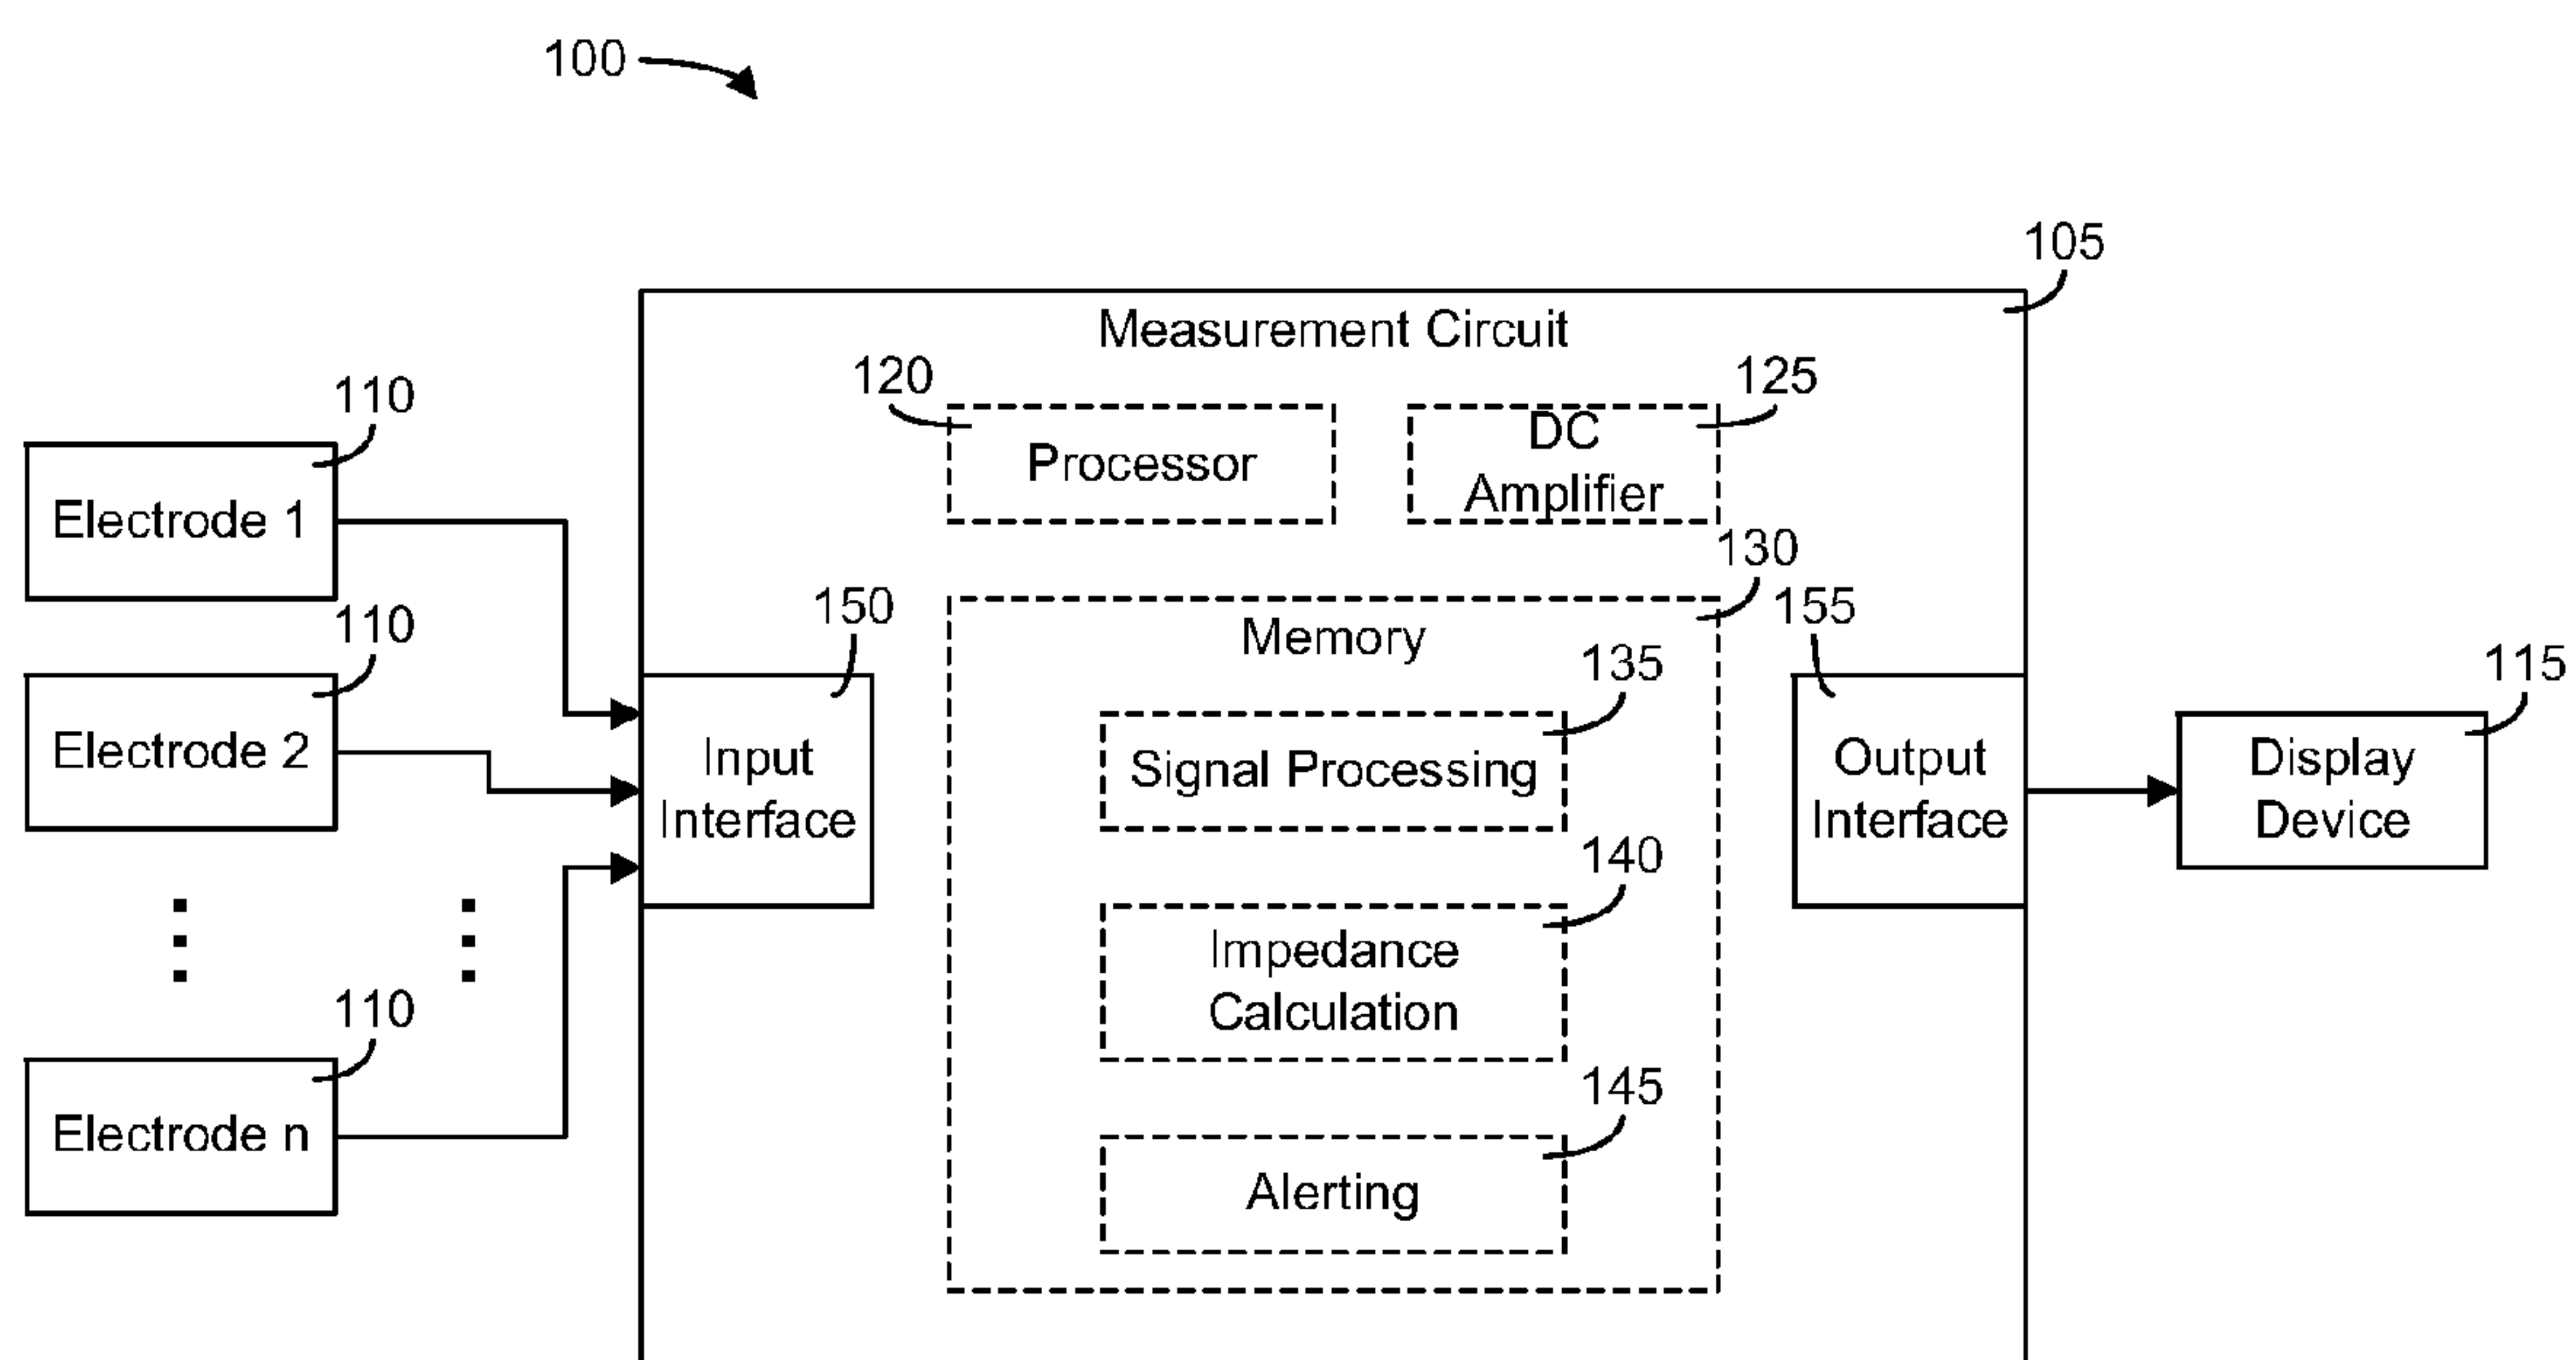 100
105
Measurement Circuit
120
125
110
Processor
DC
Amplifier
Electrode 1
130
110
150
155
Memory
135
115
Electrode 2
Input
Interface
Signal Processing
Output
Interface
Display
Device
140
Impedance
Calculation
110
145
Electrode n
Alerting